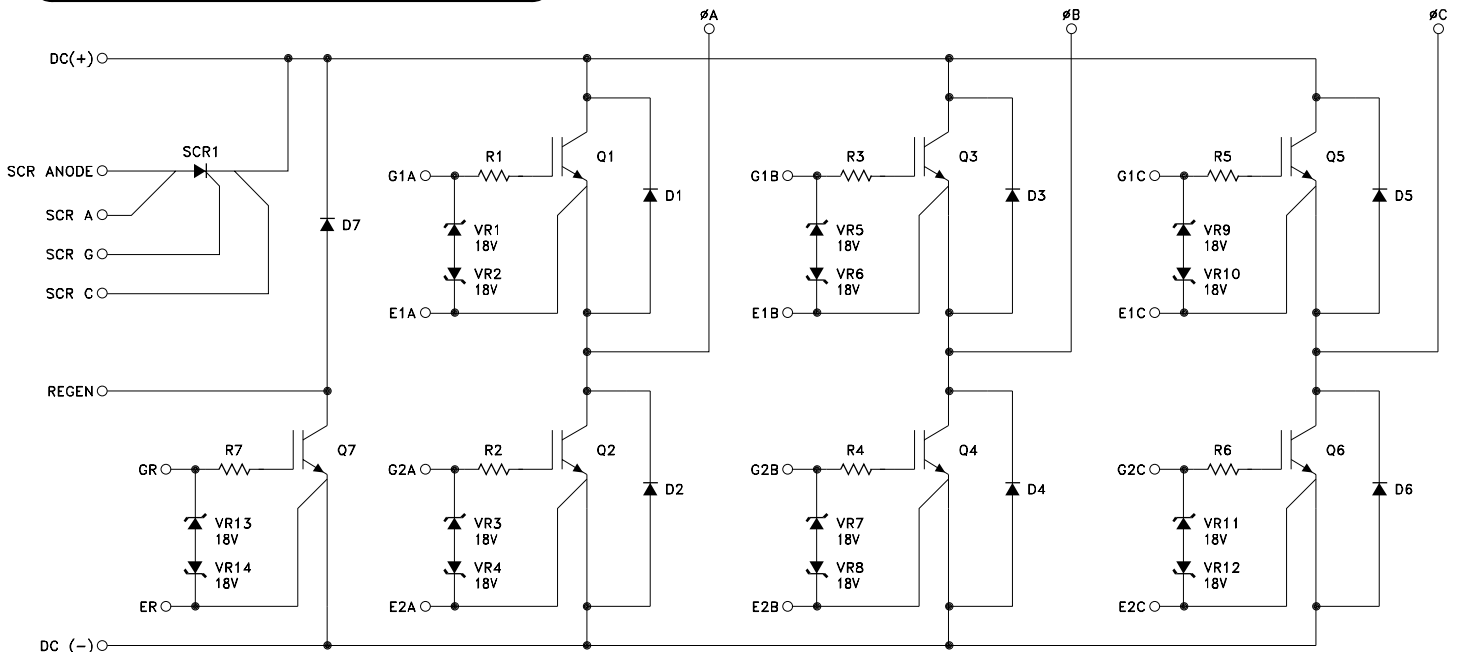 øA
øB
øC
DC(+)
SCR1
SCR ANODE
SCR A
SCR G
SCR C
D7
G1A
R1
Q1
D1
VR1
18V
VR2
18V
E1A
G1B
R3
Q3
D3
VR5
18V
VR6
18V
E1B
G1C
R5
Q5
D5
VR9
18V
VR10
18V
E1C
REGEN
GR
R7
Q7
VR13
18V
VR14
18V
ER
G2A
R2
Q2
D2
VR3
18V
VR4
18V
E2A
G2B
R4
Q4
D4
VR7
18V
VR8
18V
E2B
G2C
R6
Q6
D6
VR11
18V
VR12
18V
E2C
DC (-)